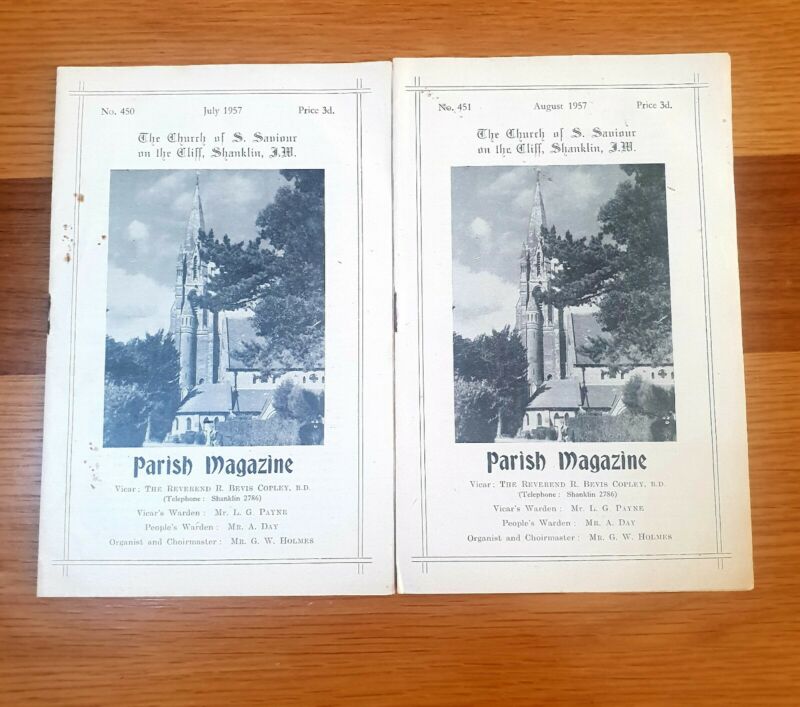 No. 450 July 1957 Price 3d.
The Church of S. Saviour
on the Cliff, Shanklin, I.W.
Parish Magazine
Vicar : THE REVEREND R. BEVIS COPLEY, B.D.
(Telephone : Shanklin 2786)
Vicar's Warden : MR. L. G. PAYNE
People's Warden : MR. A. DAY
Organist and Choirmaster : MR. G. W. HOLMES
No. 451 August 1957 Price 3d.
The Church of S. Saviour
on the Cliff, Shanklin, I.W.
Parish Magazine
Vicar : THE REVEREND R. BEVIS COPLEY, B.D.
(Telephone : Shanklin 2786)
Vicar's Warden : MR. L. G. PAYNE
People's Warden : MR. A. DAY
Organist and Choirmaster : MR. G. W. HOLMES